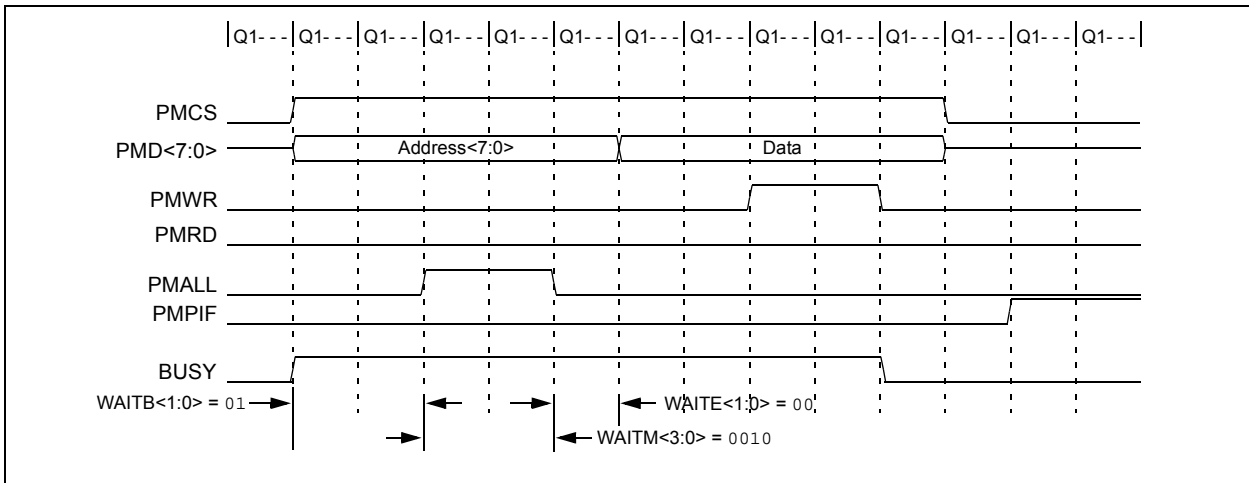 Q1- - - Q1- - - Q1- - - Q1- - - Q1- - - Q1- - - Q1- - - Q1- - - Q1- - - Q1- - - Q1- - - Q1- - - Q1- - - Q1- - -
PMCS
PMD<7:0> Address<7:0> Data
PMWR
PMRD
PMALL
PMPIF
BUSY
WAITB<1:0> = 01 WAITE<1:0> = 00
WAITM<3:0> = 0010